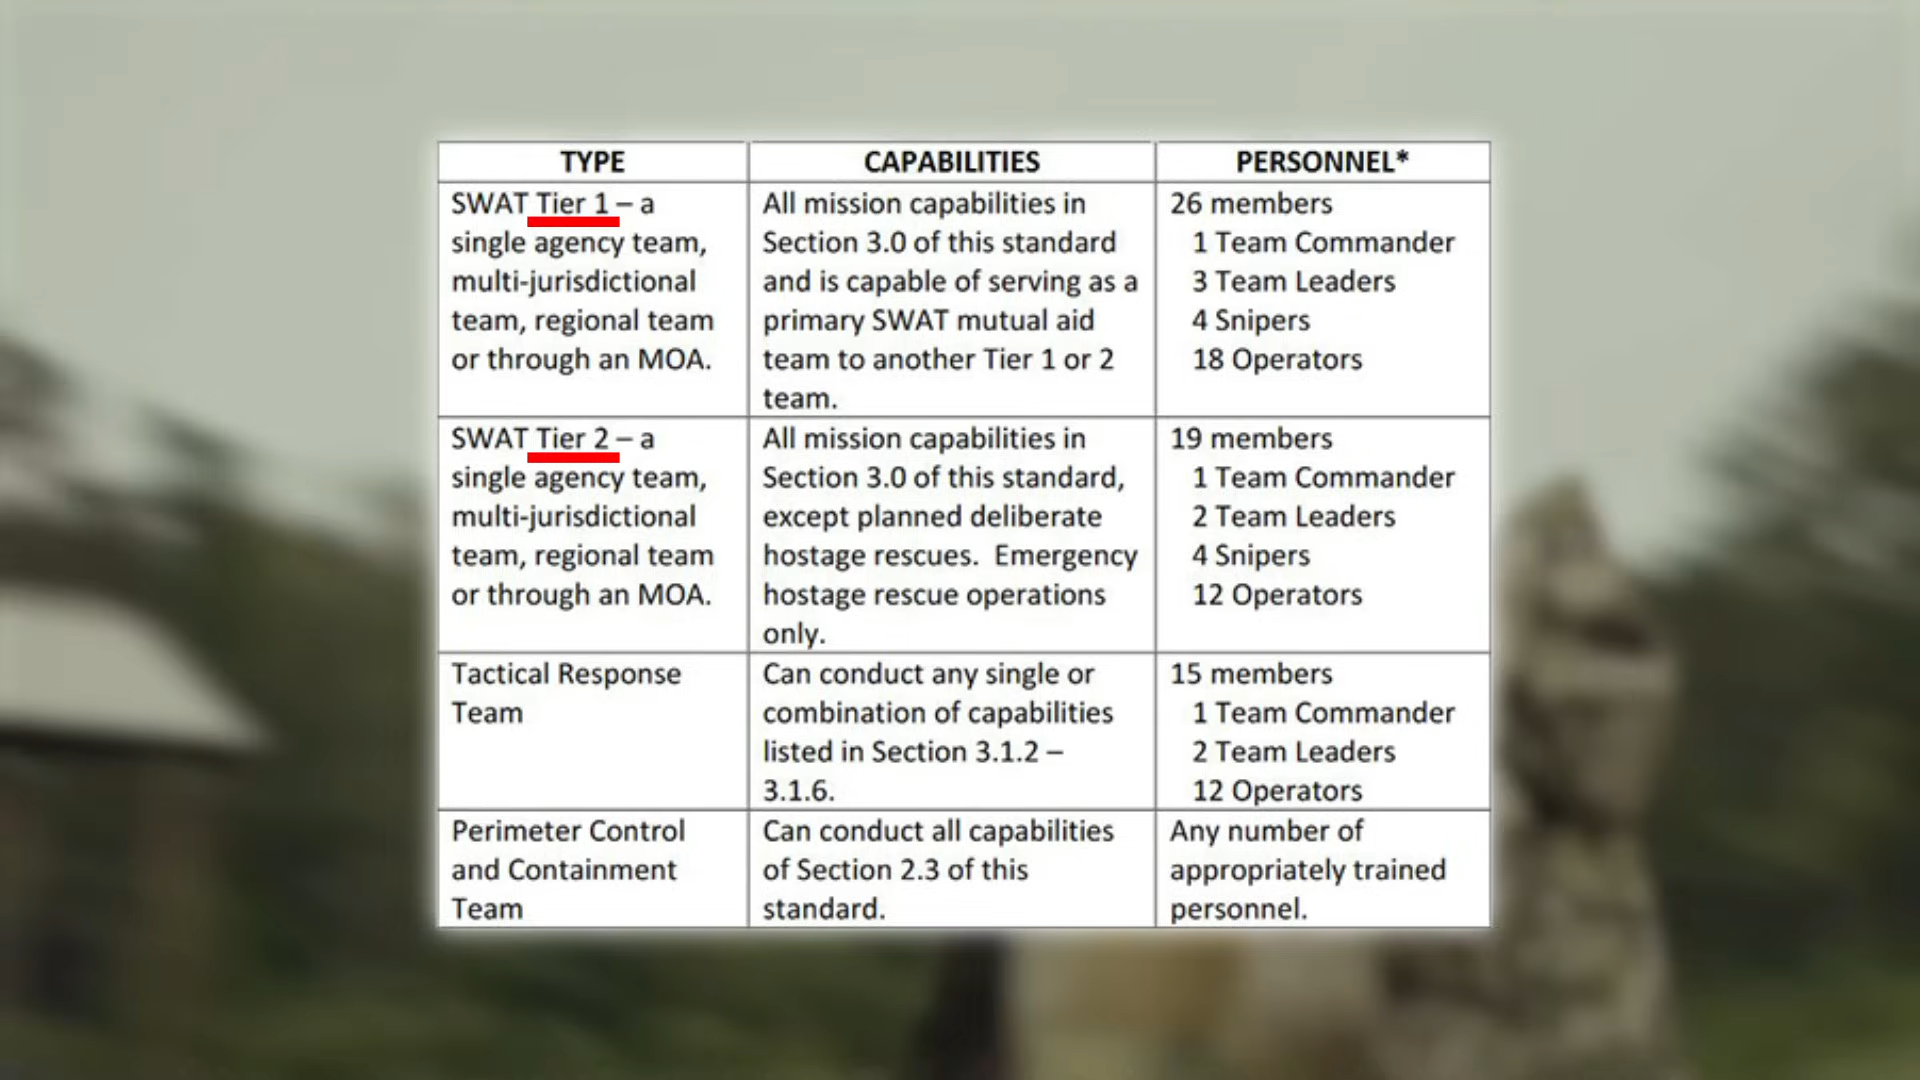 TYPE
CAPABILITIES
PERSONNEL*
SWAT Tier 1 – a
single agency team,
multi-jurisdictional
team, regional team
or through an MOA.
All mission capabilities in
Section 3.0 of this standard
and is capable of serving as a
primary SWAT mutual aid
team to another Tier 1 or 2
team.
26 members
1 Team Commander
3 Team Leaders
4 Snipers
18 Operators
SWAT Tier 2 – a
single agency team,
multi-jurisdictional
team, regional team
or through an MOA.
All mission capabilities in
Section 3.0 of this standard,
except planned deliberate
hostage rescues. Emergency
hostage rescue operations
only.
19 members
1 Team Commander
2 Team Leaders
4 Snipers
12 Operators
Tactical Response
Team
Can conduct any single or
combination of capabilities
listed in Section 3.1.2 –
3.1.6.
15 members
1 Team Commander
2 Team Leaders
12 Operators
Perimeter Control
and Containment
Team
Can conduct all capabilities
of Section 2.3 of this
standard.
Any number of
appropriately trained
personnel.